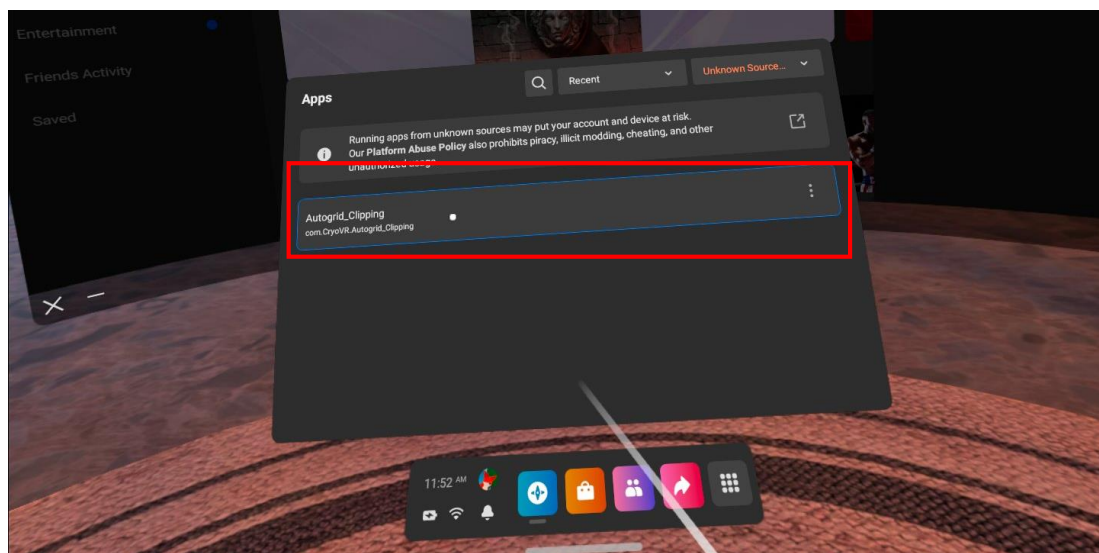 Entertainment
Friends Activity
Saved
Apps
Recent
Unknown Source...
Running apps from unknown sources may put your account and device at risk.
Our Platform Abuse Policy also prohibits piracy, illicit modding, cheating, and other
unauthorized usage.
Autogrid_Clipping
com.CryoVR.Autogrid_Clipping
11:52 AM